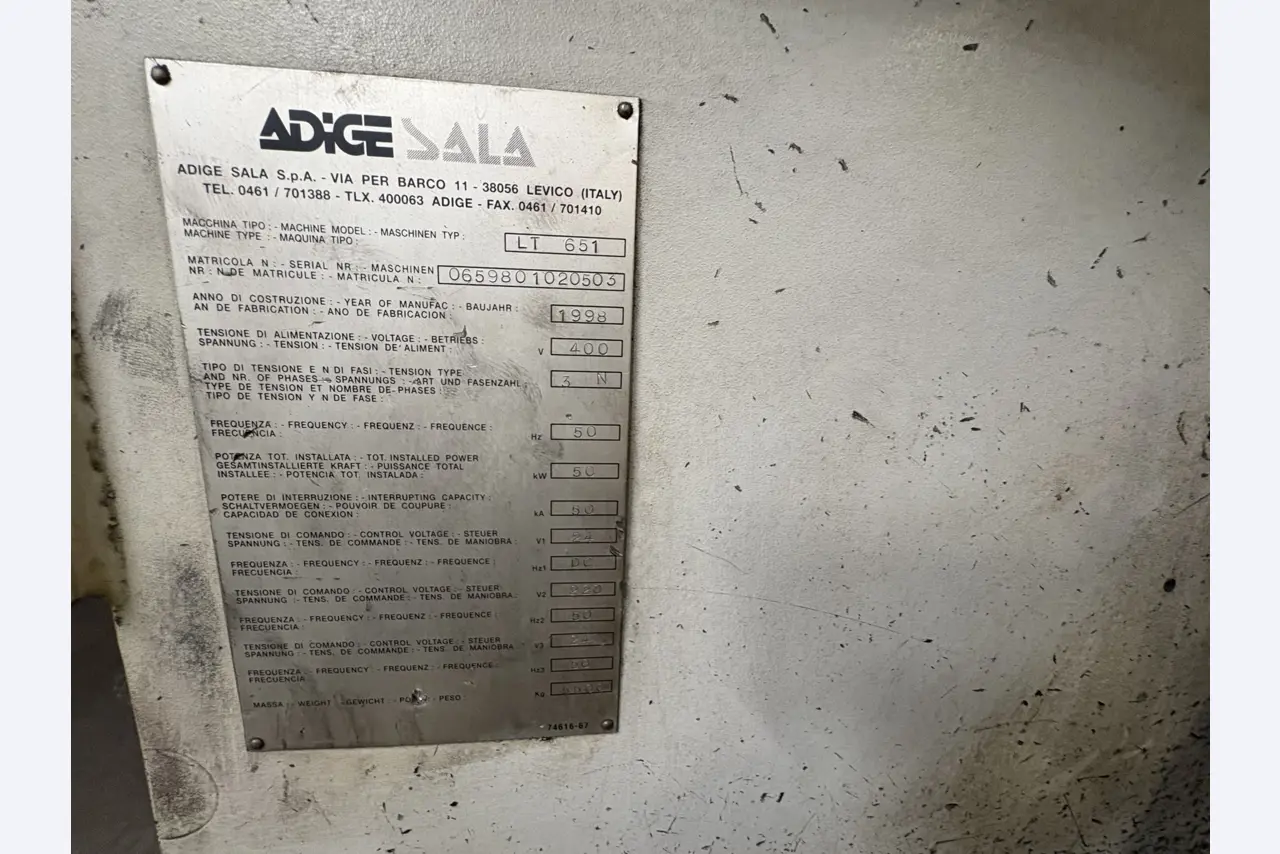 ADIGE SALA
ADIGE SALA S.p.A. - VIA PER BARCO 11 - 38056 LEVICO (ITALY)
TEL. 0461 / 701388 - TLX. 400063 ADIGE - FAX. 0461 / 701410
MACCHINA TIPO : - MACHINE MODEL : - MASCHINEN TYP :
MACHINE TYPE : - MAQUINA TIPO :
LT 651
MATRICOLA N : - SERIAL NR : - MASCHINEN
NR : N DE MATRICULE : - MATRICULA N :
0659801020503
ANNO DI COSTRUZIONE : - YEAR OF MANUFAC : - BAUJAHR :
AN DE FABRICATION : - ANO DE FABRICACION :
1998
TENSIONE DI ALIMENTAZIONE : - VOLTAGE : - BETRIEBS :
SPANNUNG : - TENSION : - TENSION DE ALIMENT :
V 400
TIPO DI TENSIONE E N DI FASI : - TENSION TYPE
AND NR. OF PHASES - SPANNUNGS : - ART UND FASENZAHL :
TYPE DE TENSION ET NOMBRE DE-PHASES :
TIPO DE TENSION Y N DE FASE :
3 N
FREQUENZA : - FREQUENCY : - FREQUENZ : - FREQUENCE :
FRECUENCIA :
Hz 50
POTENZA TOT. INSTALLATA : - TOT. INSTALLED POWER
GESAMTINSTALLIERTE KRAFT : - PUISSANCE TOTAL
INSTALLEE : - POTENCIA TOT. INSTALADA :
kW 50
POTERE DI INTERRUZIONE : - INTERRUPTING CAPACITY :
SCHALTVERMOEGEN : - POUVOIR DE COUPURE :
CAPACIDAD DE CONEXION :
kA 50
TENSIONE DI COMANDO : - CONTROL VOLTAGE : - STEUER
SPANNUNG : - TENS. DE COMMANDE : - TENS. DE MANIOBRA :
V1 24
FREQUENZA : - FREQUENCY : - FREQUENZ : - FREQUENCE :
FRECUENCIA :
Hz1 DC
TENSIONE DI COMANDO : - CONTROL VOLTAGE : - STEUER
SPANNUNG : - TENS. DE COMMANDE : - TENS. DE MANIOBRA :
V2
FREQUENZA : - FREQUENCY : - FREQUENZ : - FREQUENCE :
FRECUENCIA :
Hz2 50
TENSIONE DI COMANDO : - CONTROL VOLTAGE : - STEUER
SPANNUNG : - TENS. DE COMMANDE : - TENS. DE MANIOBRA :
V3
FREQUENZA : - FREQUENCY : - FREQUENZ : - FREQUENCE :
FRECUENCIA
Hz3
MASSA : - WEIGHT : - GEWICHT : - PESO
Kg
74616-67